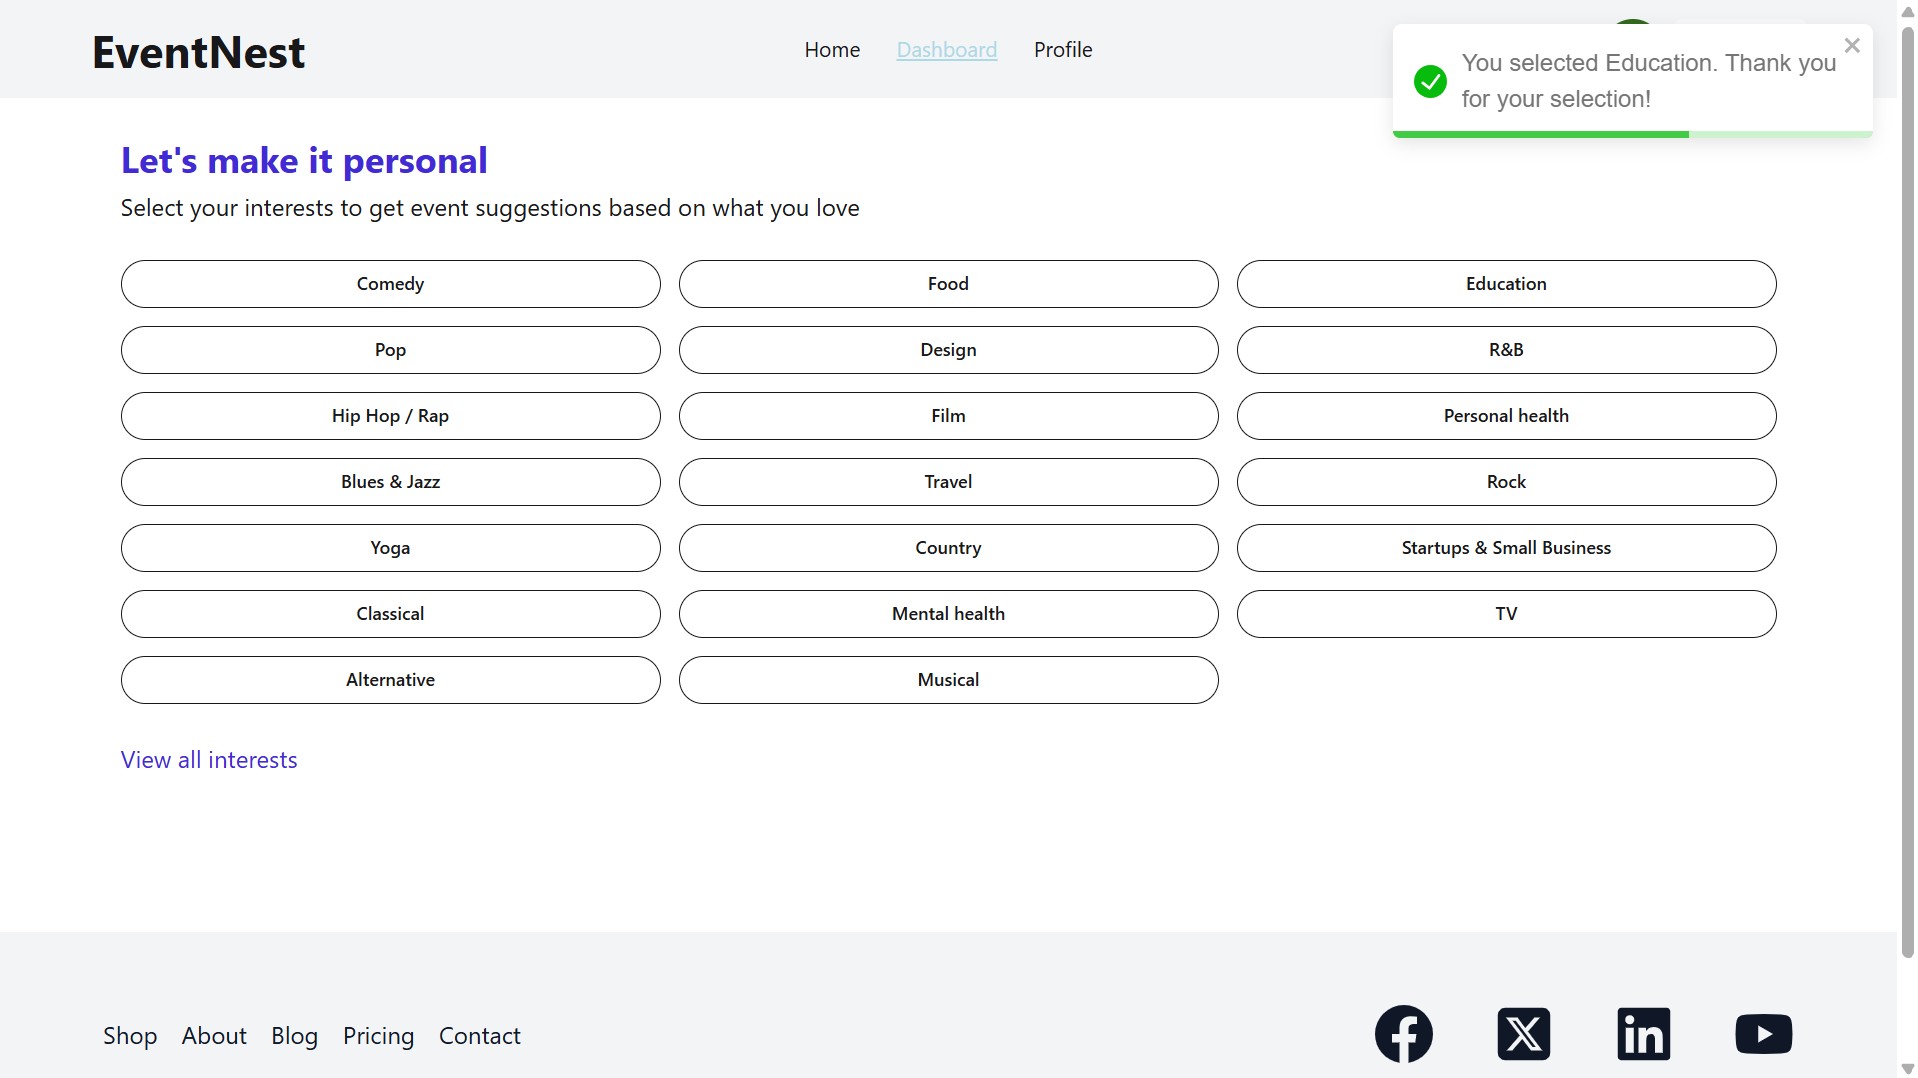 EventNest
Home Dashboard Profile
You selected Education. Thank you
for your selection!
Let's make it personal
Select your interests to get event suggestions based on what you love
Comedy Food Education
Pop Design R&B
Hip Hop / Rap Film Personal health
Blues & Jazz Travel Rock
Yoga Country Startups & Small Business
Classical Mental health TV
Alternative Musical
View all interests
Shop About Blog Pricing Contact